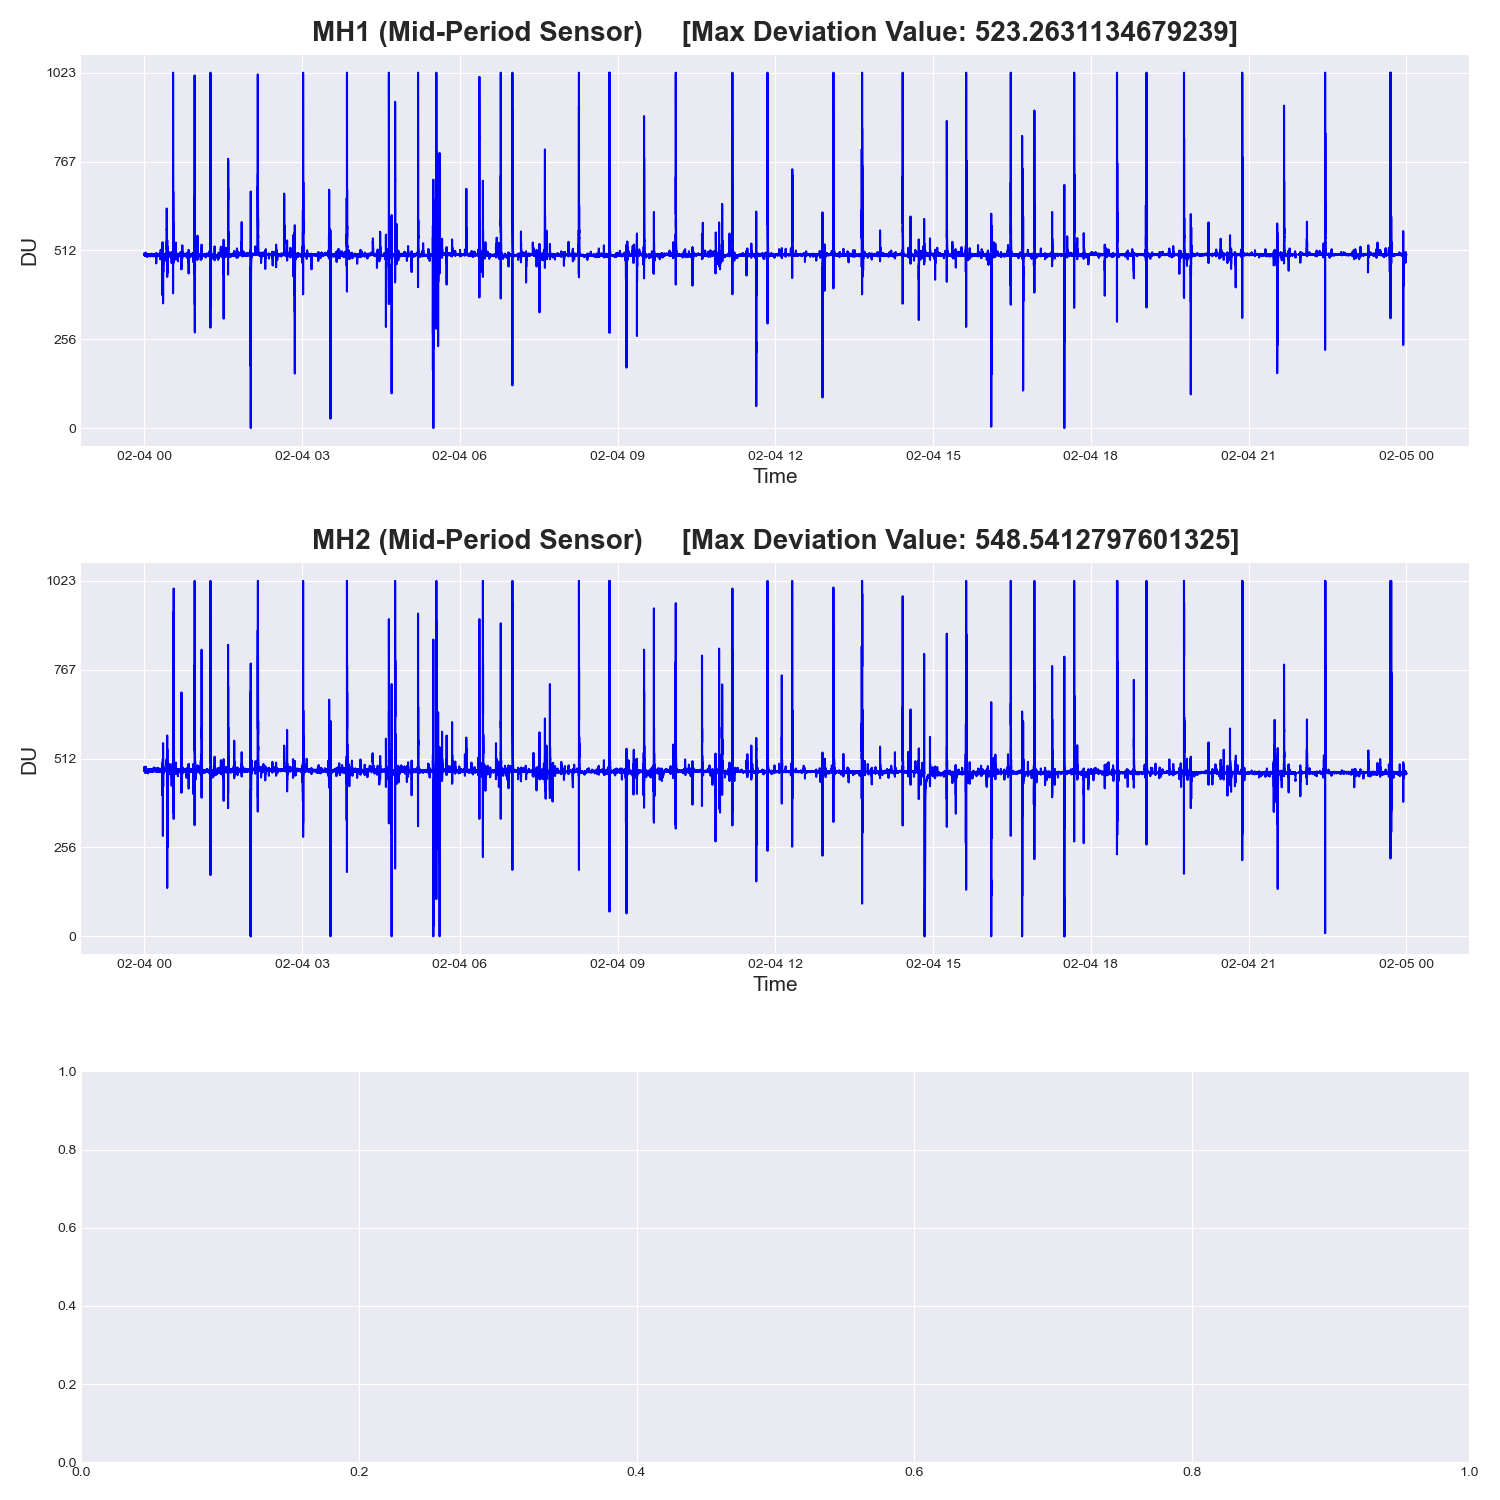 MH1 (Mid-Period Sensor) [Max Deviation Value: 523.2631134679239]
1023
767
512
256
0
DU
02-04 00 02-04 03 02-04 06 02-04 09 02-04 12 02-04 15 02-04 18 02-04 21 02-05 00
Time
MH2 (Mid-Period Sensor) [Max Deviation Value: 548.5412797601325]
1023
767
512
256
0
DU
02-04 00 02-04 03 02-04 06 02-04 09 02-04 12 02-04 15 02-04 18 02-04 21 02-05 00
Time
1.0
0.8
0.6
0.4
0.2
0.0
0.0 0.2 0.4 0.6 0.8 1.0